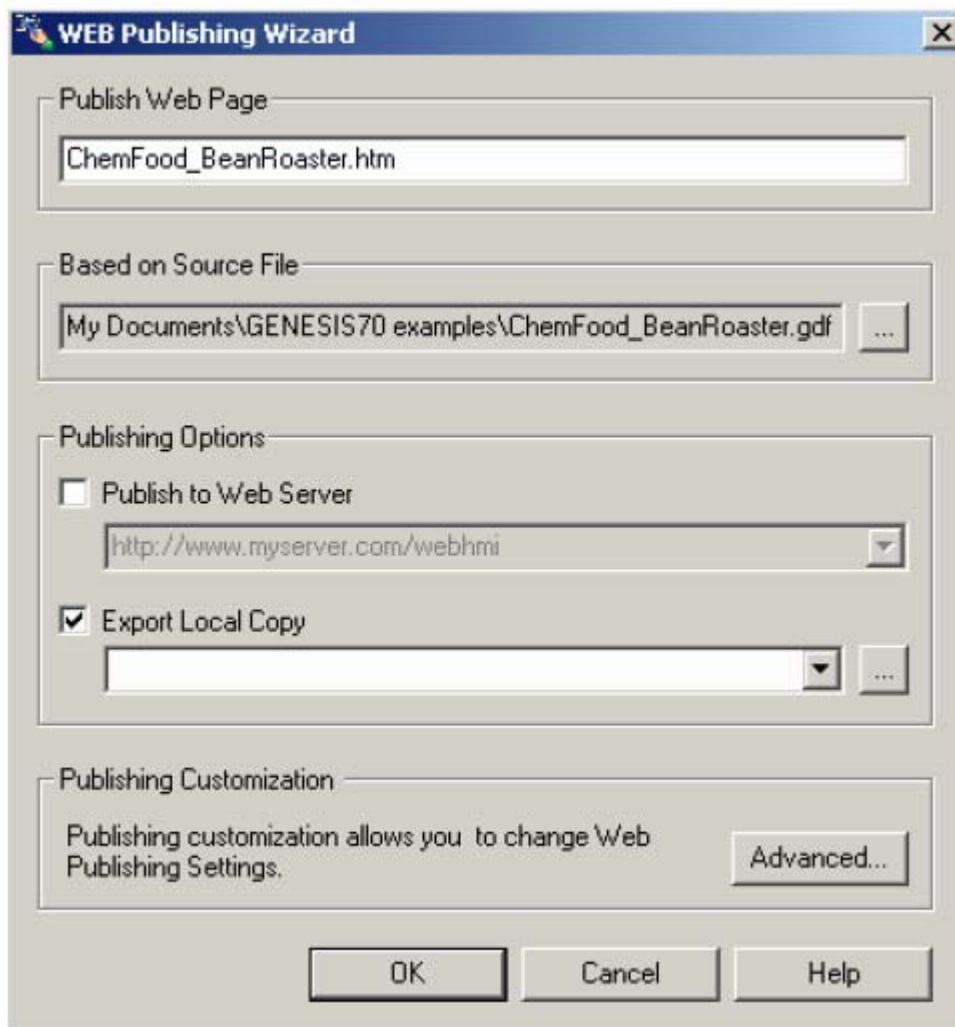 WEB Publishing Wizard
Publish Web Page
ChemFood_BeanRoaster.htm
Based on Source File
My Documents\GENESIS70 examples\ChemFood_BeanRoaster.gdf
...
Publishing Options
Publish to Web Server
http://www.myserver.com/webhmi
Export Local Copy
...
Publishing Customization
Publishing customization allows you to change Web
Publishing Settings.
Advanced...
OK
Cancel
Help